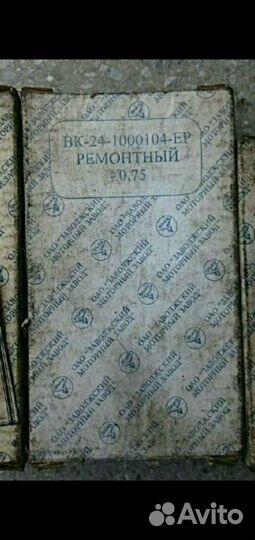 ВК-24-1000104-ЕР
РЕМОНТНЫЙ
- 0,75
ОАО "ЗАВОЛЖСКИЙ
МОТОРНЫЙ ЗАВОД"
Avito